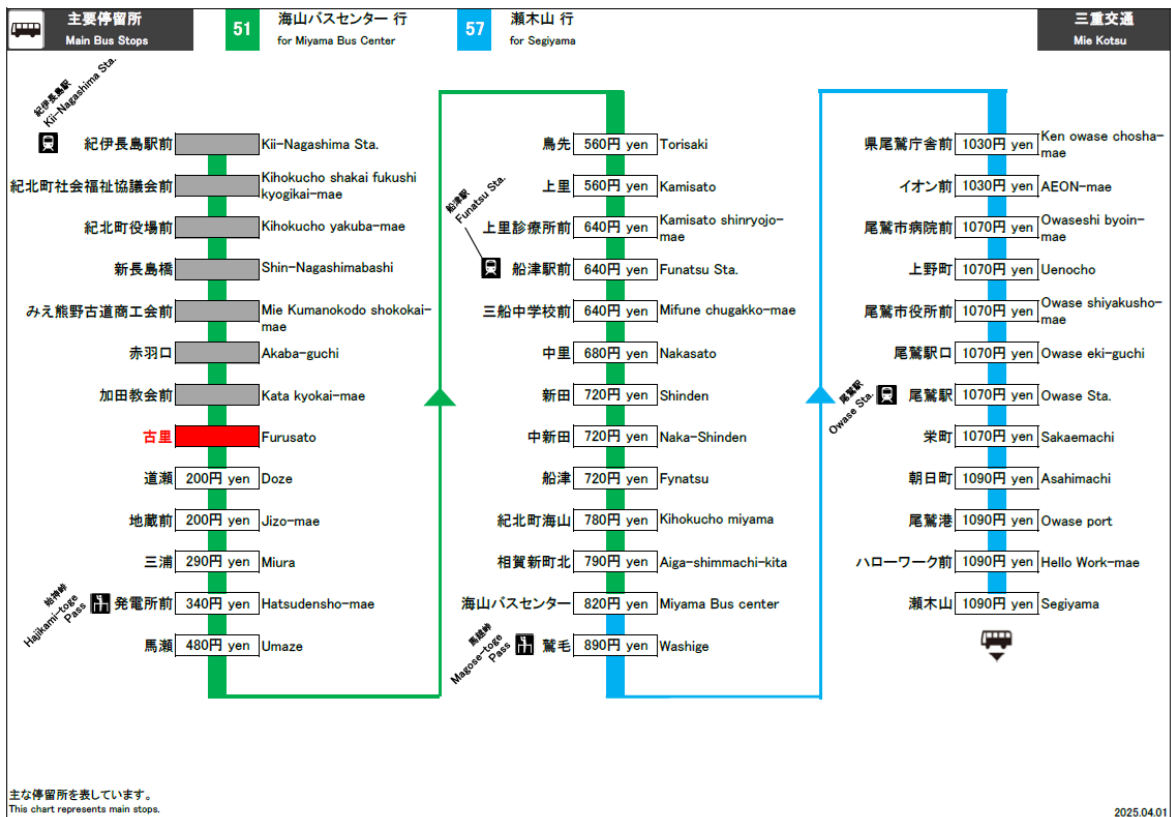 主要停留所
Main Bus Stops
51
海山バスセンター 行
for Miyama Bus Center
57
瀬木山 行
for Segiyama
三重交通
Mie Kotsu
紀伊長島駅
Kii-Nagashima Sta.
紀伊長島駅前 Kii-Nagashima Sta.
紀北町社会福祉協議会前 Kihokucho shakai fukushi
kyogikai-mae
紀北町役場前 Kihokucho yakuba-mae
新長島橋 Shin-Nagashimabashi
みえ熊野古道商工会前 Mie Kumanokodo shokokai-
mae
赤羽口 Akaba-guchi
加田教会前 Kata kyokai-mae
古里 Furusato
道瀬 200円 yen Doze
地蔵前 200円 yen Jizo-mae
三浦 290円 yen Miura
始神峠
Hajikami-toge
Pass
発電所前 340円 yen Hatsudensho-mae
馬瀬 480円 yen Umaze
鳥先 560円 yen Torisaki
上里 560円 yen Kamisato
上里診療所前 640円 yen Kamisato shinryojo-
mae
船津駅
Funatsu Sta.
船津駅前 640円 yen Funatsu Sta.
三船中学校前 640円 yen Mifune chugakko-mae
中里 680円 yen Nakasato
新田 720円 yen Shinden
中新田 720円 yen Naka-Shinden
船津 720円 yen Fynatsu
紀北町海山 780円 yen Kihokucho miyama
相賀新町北 790円 yen Aiga-shimmachi-kita
海山バスセンター 820円 yen Miyama Bus center
馬越峠
Magose-toge
Pass
鷲毛 890円 yen Washige
県尾鷲庁舎前 1030円 yen Ken owase chosha-
mae
イオン前 1030円 yen AEON-mae
尾鷲市病院前 1070円 yen Owaseshi byoin-
mae
上野町 1070円 yen Uenocho
尾鷲市役所前 1070円 yen Owase shiyakusho-
mae
尾鷲駅口 1070円 yen Owase eki-guchi
尾鷲駅
Owase Sta.
尾鷲駅 1070円 yen Owase Sta.
栄町 1070円 yen Sakaemachi
朝日町 1090円 yen Asahimachi
尾鷲港 1090円 yen Owase port
ハローワーク前 1090円 yen Hello Work-mae
瀬木山 1090円 yen Segiyama
主な停留所を表しています。
This chart represents main stops.
2025.04.01